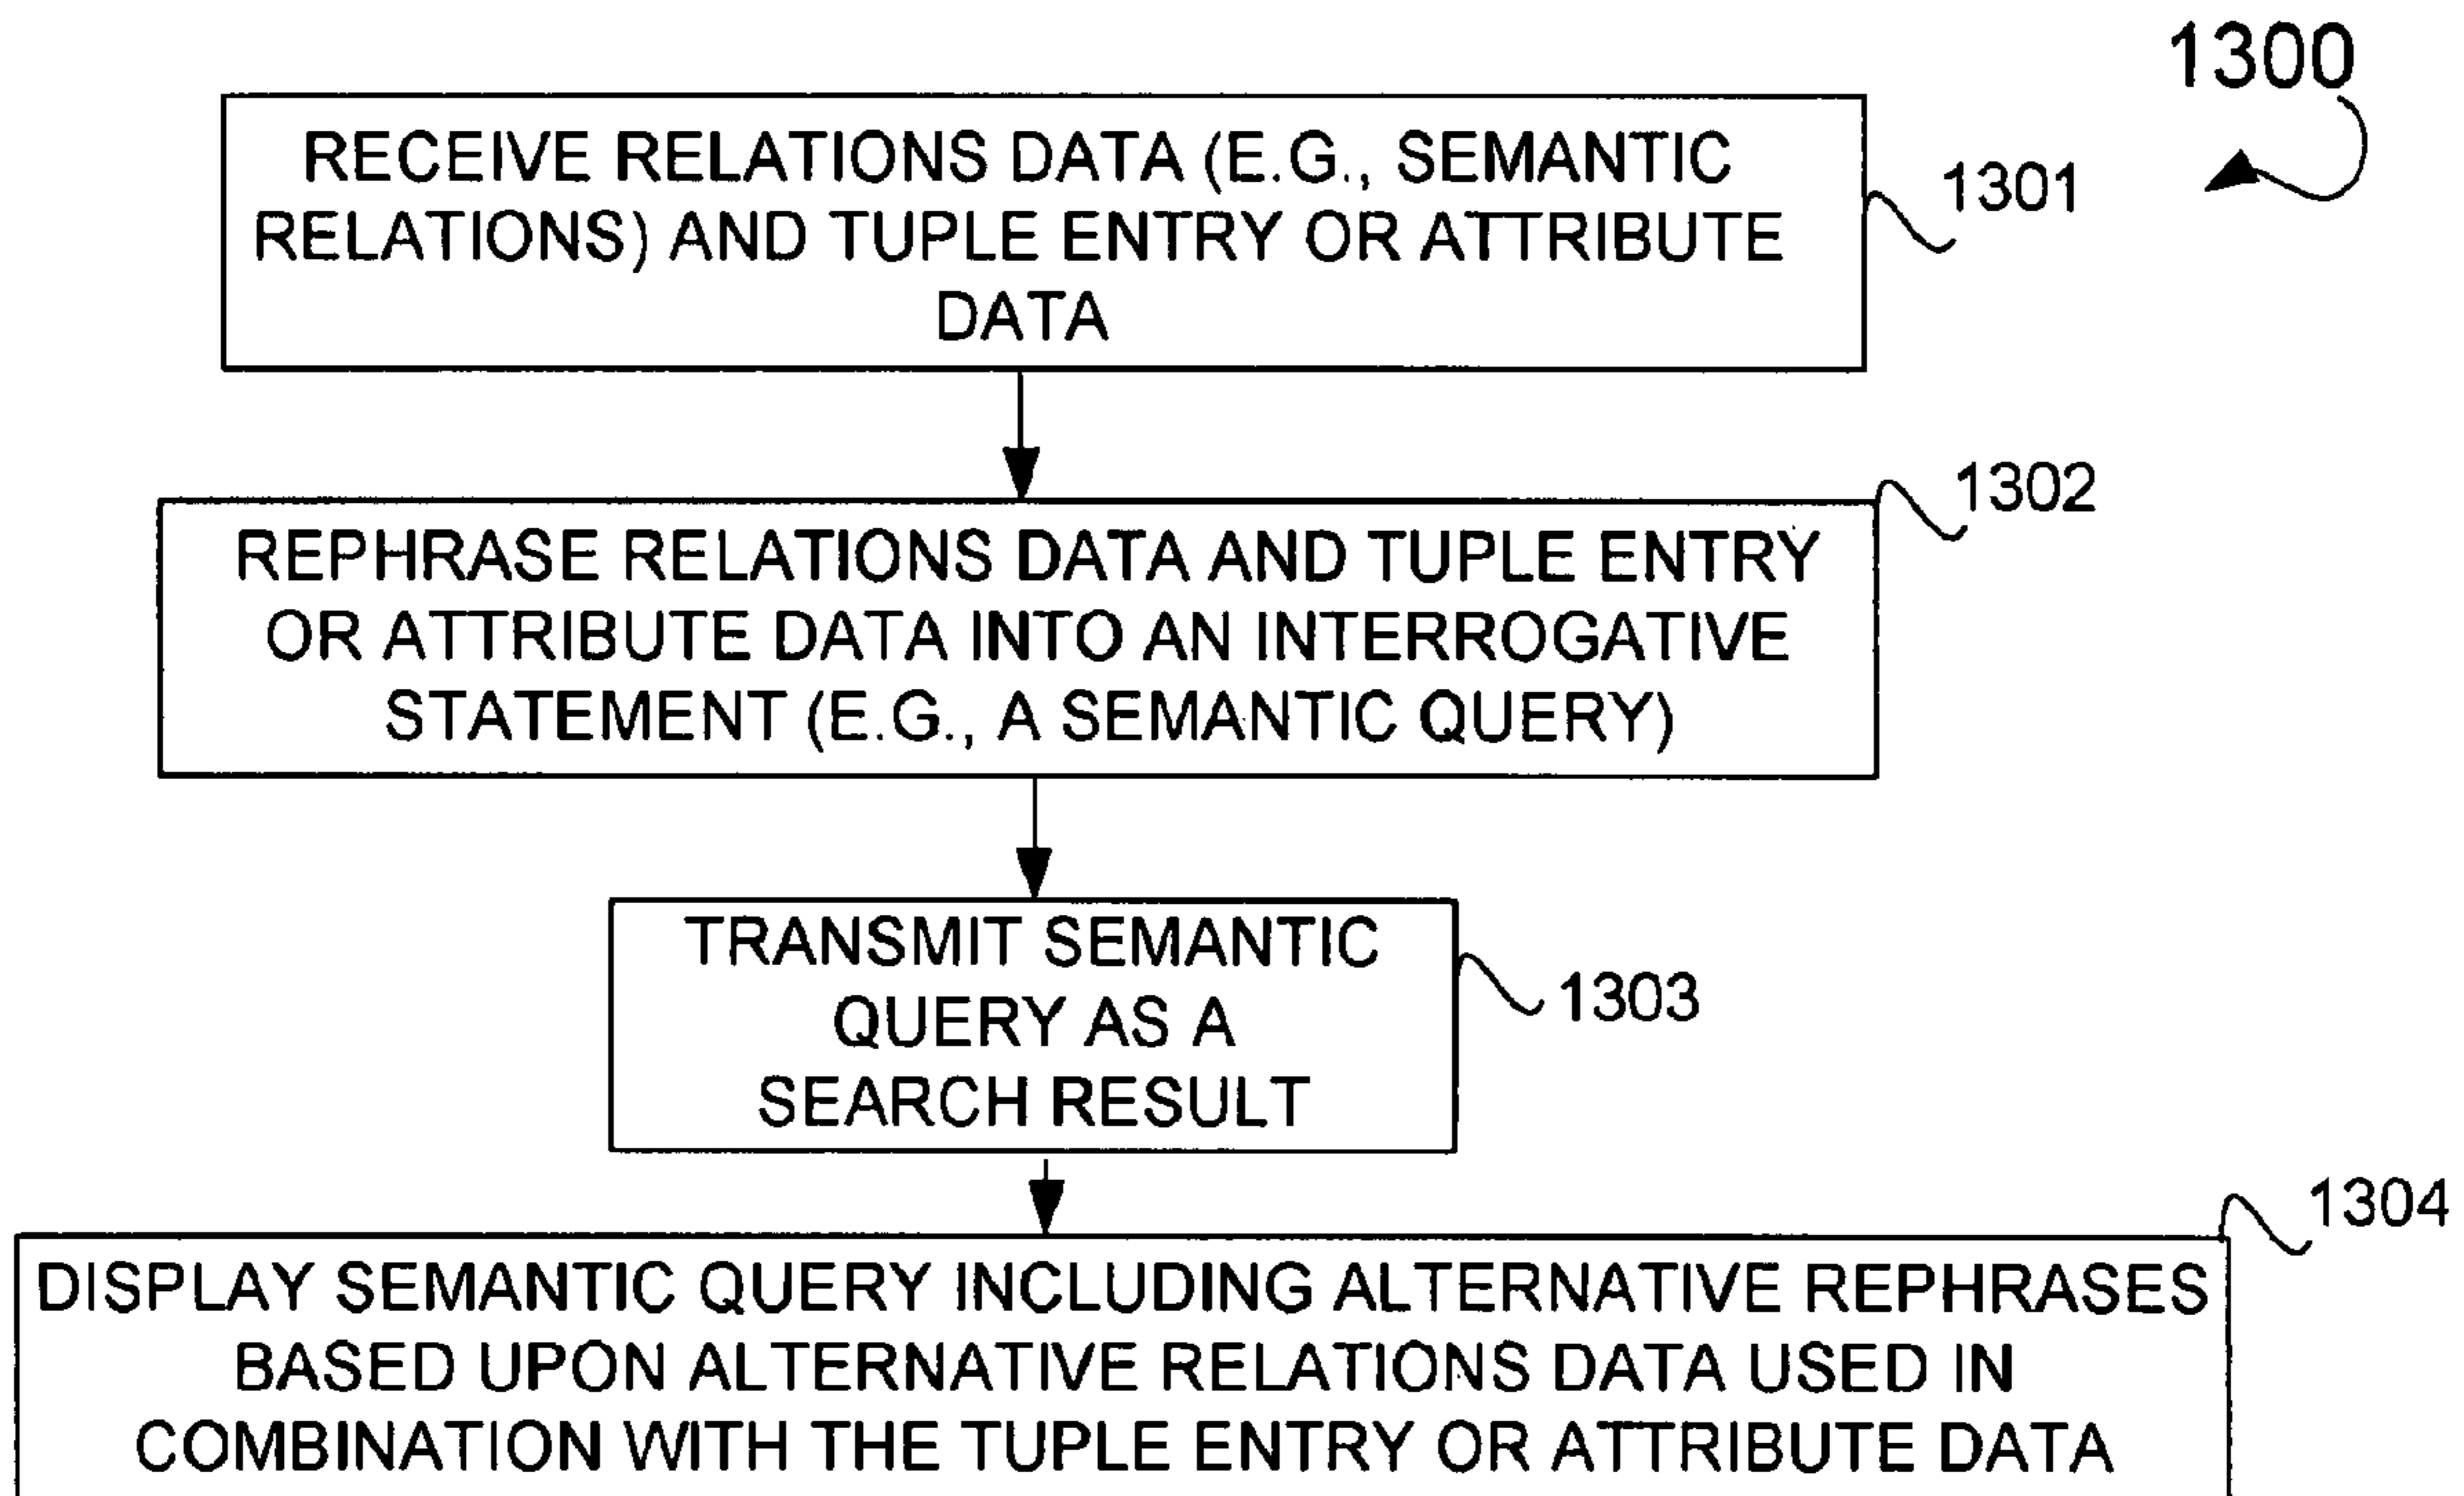 1300
RECEIVE RELATIONS DATA (E.G., SEMANTIC
RELATIONS) AND TUPLE ENTRY OR ATTRIBUTE
DATA
1301
1302
REPHRASE RELATIONS DATA AND TUPLE ENTRY
OR ATTRIBUTE DATA INTO AN INTERROGATIVE
STATEMENT (E.G., A SEMANTIC QUERY)
TRANSMIT SEMANTIC
QUERY AS A
SEARCH RESULT
1303
1304
DISPLAY SEMANTIC QUERY INCLUDING ALTERNATIVE REPHRASES
BASED UPON ALTERNATIVE RELATIONS DATA USED IN
COMBINATION WITH THE TUPLE ENTRY OR ATTRIBUTE DATA